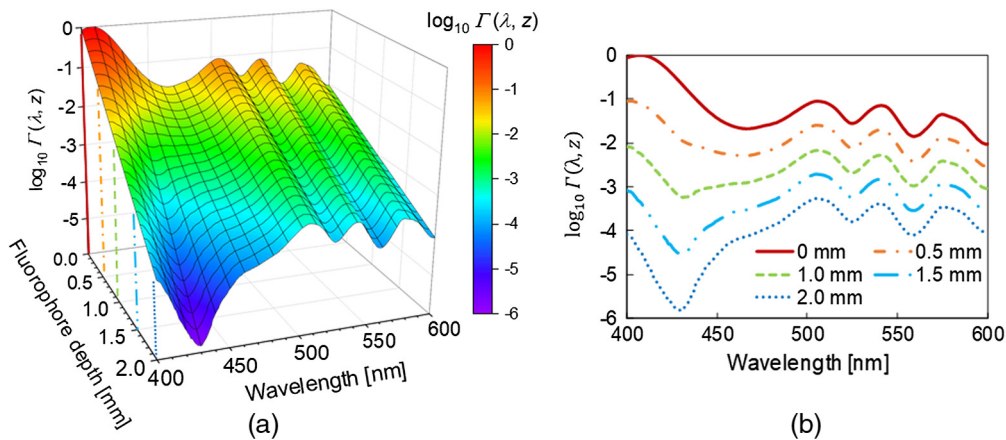 log₁₀ Γ(λ, z)
0
-1
-2
-3
-4
-5
log₁₀ Γ(λ, z)
0
-1
-2
-3
-4
-5
-6
0.0
0.5
1.0
1.5
2.0
Fluorophore depth [mm]
400
450
500
550
600
Wavelength [nm]
(a)
log₁₀ Γ(λ, z)
0
-1
-2
-3
-4
-5
-6
0 mm
0.5 mm
1.0 mm
1.5 mm
2.0 mm
400 450 500 550 600
Wavelength [nm]
(b)